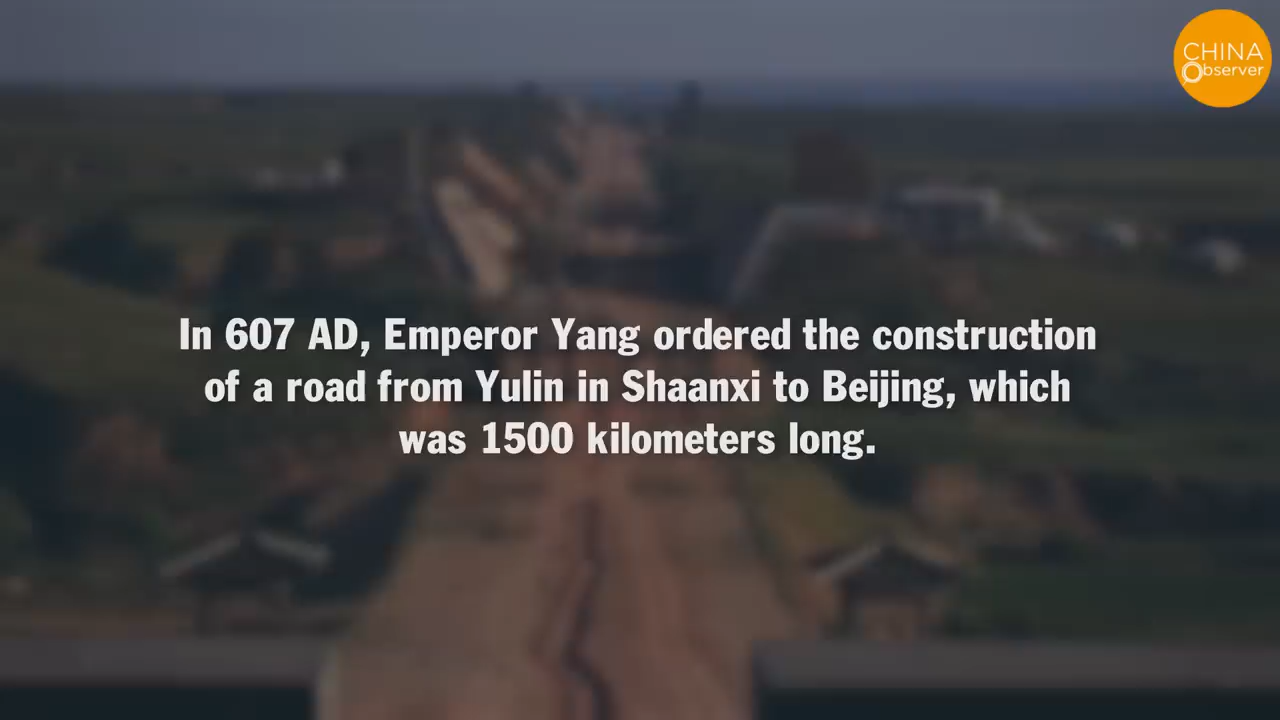 CHINA
Observer
In 607 AD, Emperor Yang ordered the construction
of a road from Yulin in Shaanxi to Beijing, which
was 1500 kilometers long.